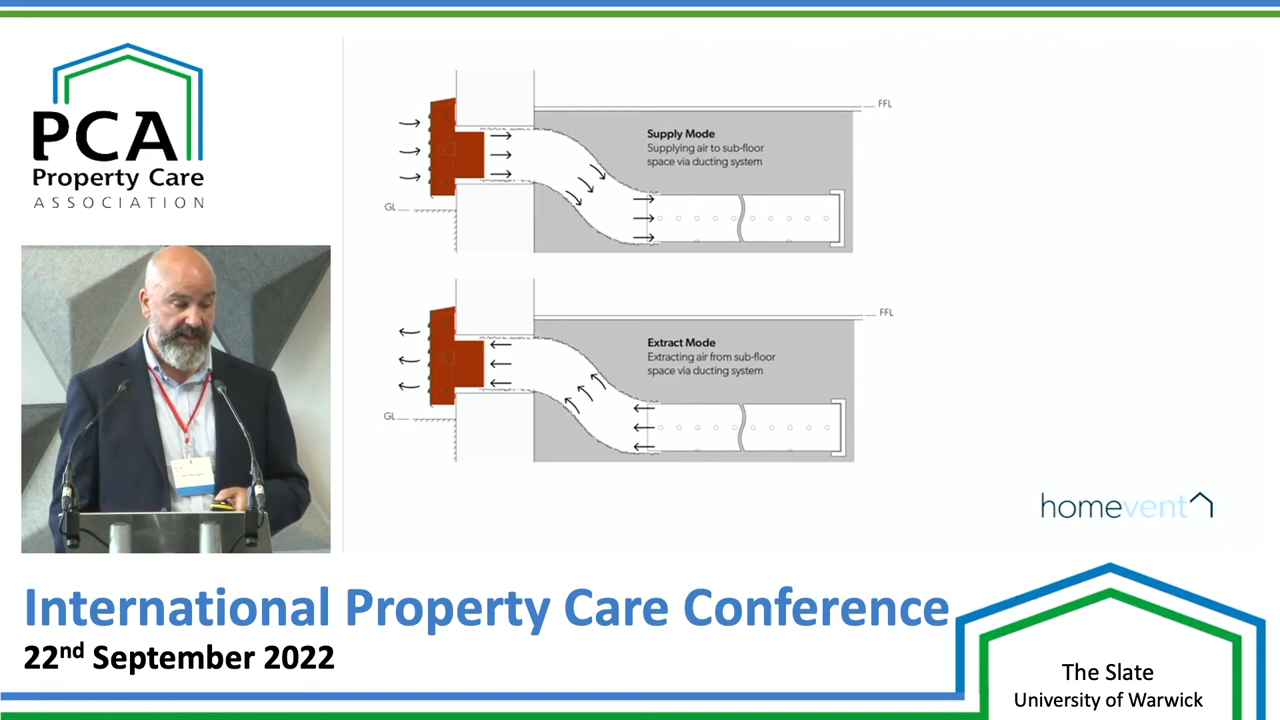 PCA
Property Care
ASSOCIATION
FFL
Supply Mode
Supplying air to sub-floor
space via ducting system
GL
FFL
Extract Mode
Extracting air from sub-floor
space via ducting system
GL
homevent
International Property Care Conference
22nd September 2022
The Slate
University of Warwick